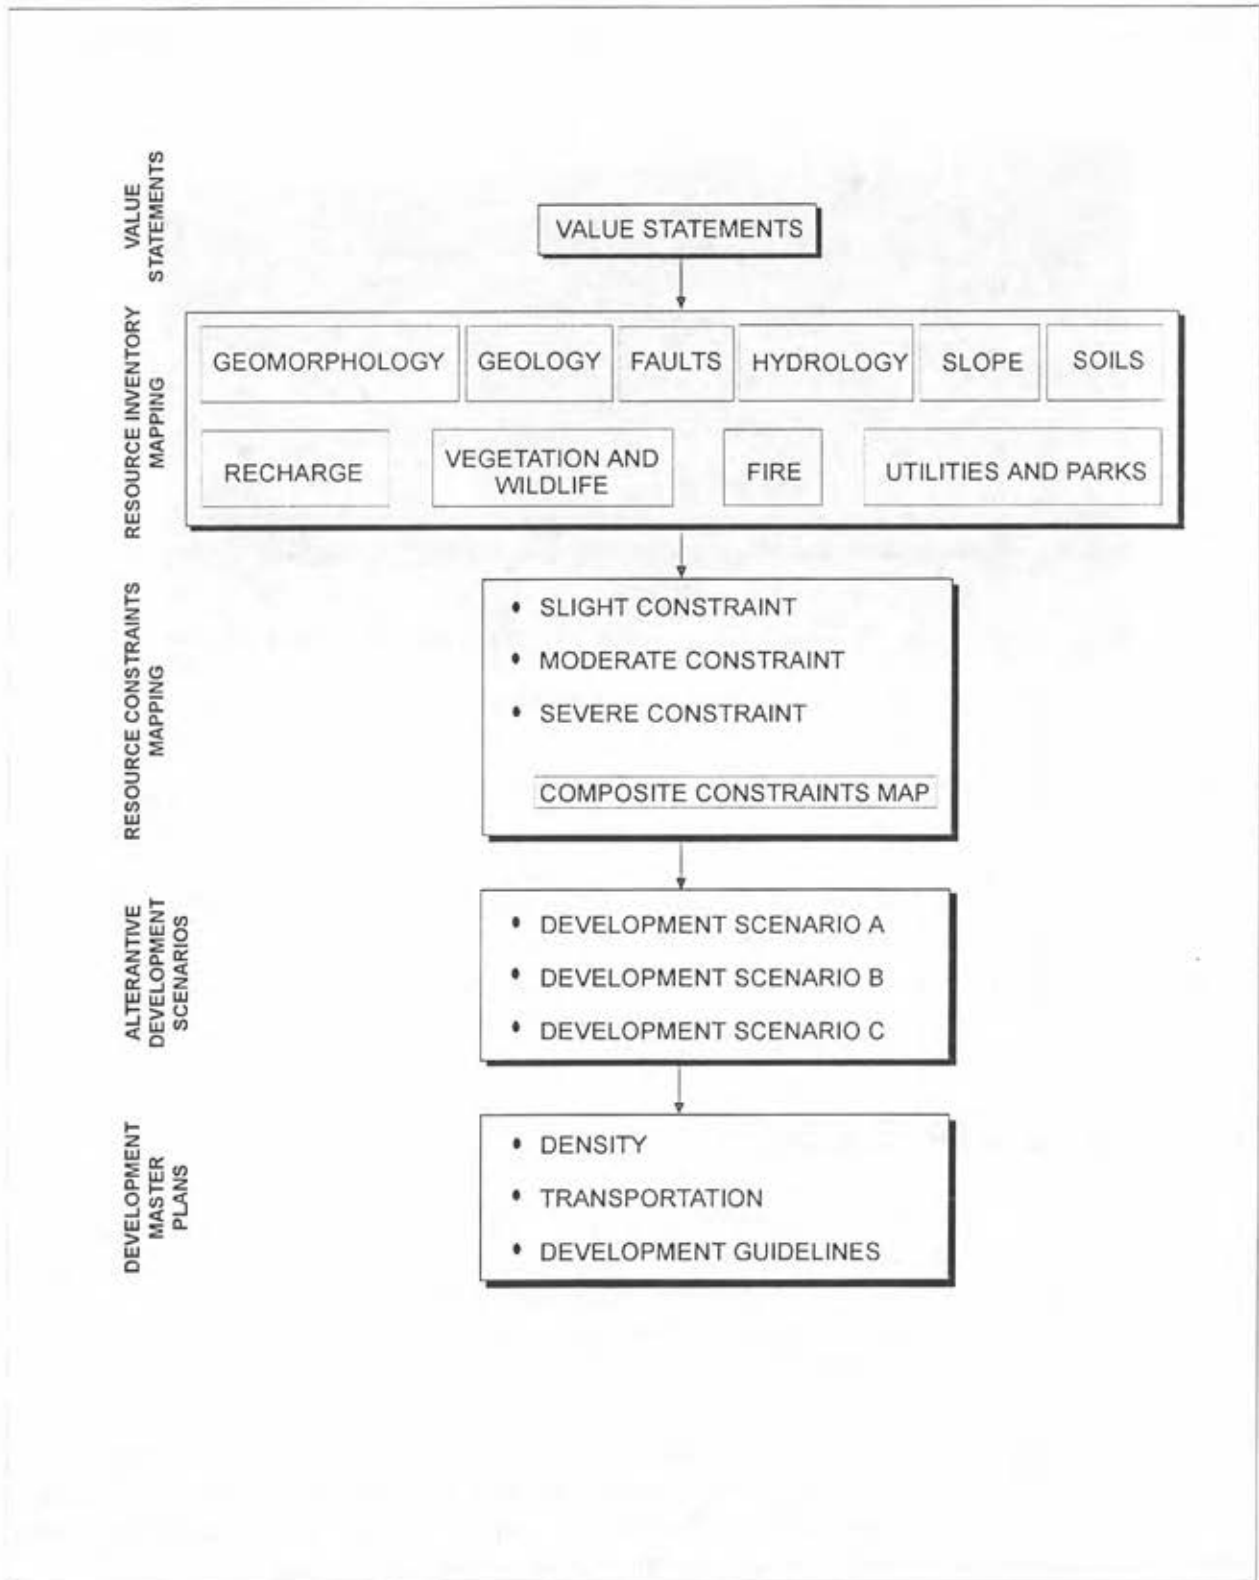 VALUE
STATEMENTS
VALUE STATEMENTS
RESOURCE INVENTORY
MAPPING
GEOMORPHOLOGY
GEOLOGY
FAULTS
HYDROLOGY
SLOPE
SOILS
RECHARGE
VEGETATION AND
WILDLIFE
FIRE
UTILITIES AND PARKS
RESOURCE CONSTRAINTS
MAPPING
• SLIGHT CONSTRAINT
• MODERATE CONSTRAINT
• SEVERE CONSTRAINT
COMPOSITE CONSTRAINTS MAP
ALTERANTIVE
DEVELOPMENT
SCENARIOS
• DEVELOPMENT SCENARIO A
• DEVELOPMENT SCENARIO B
• DEVELOPMENT SCENARIO C
DEVELOPMENT
MASTER
PLANS
• DENSITY
• TRANSPORTATION
• DEVELOPMENT GUIDELINES